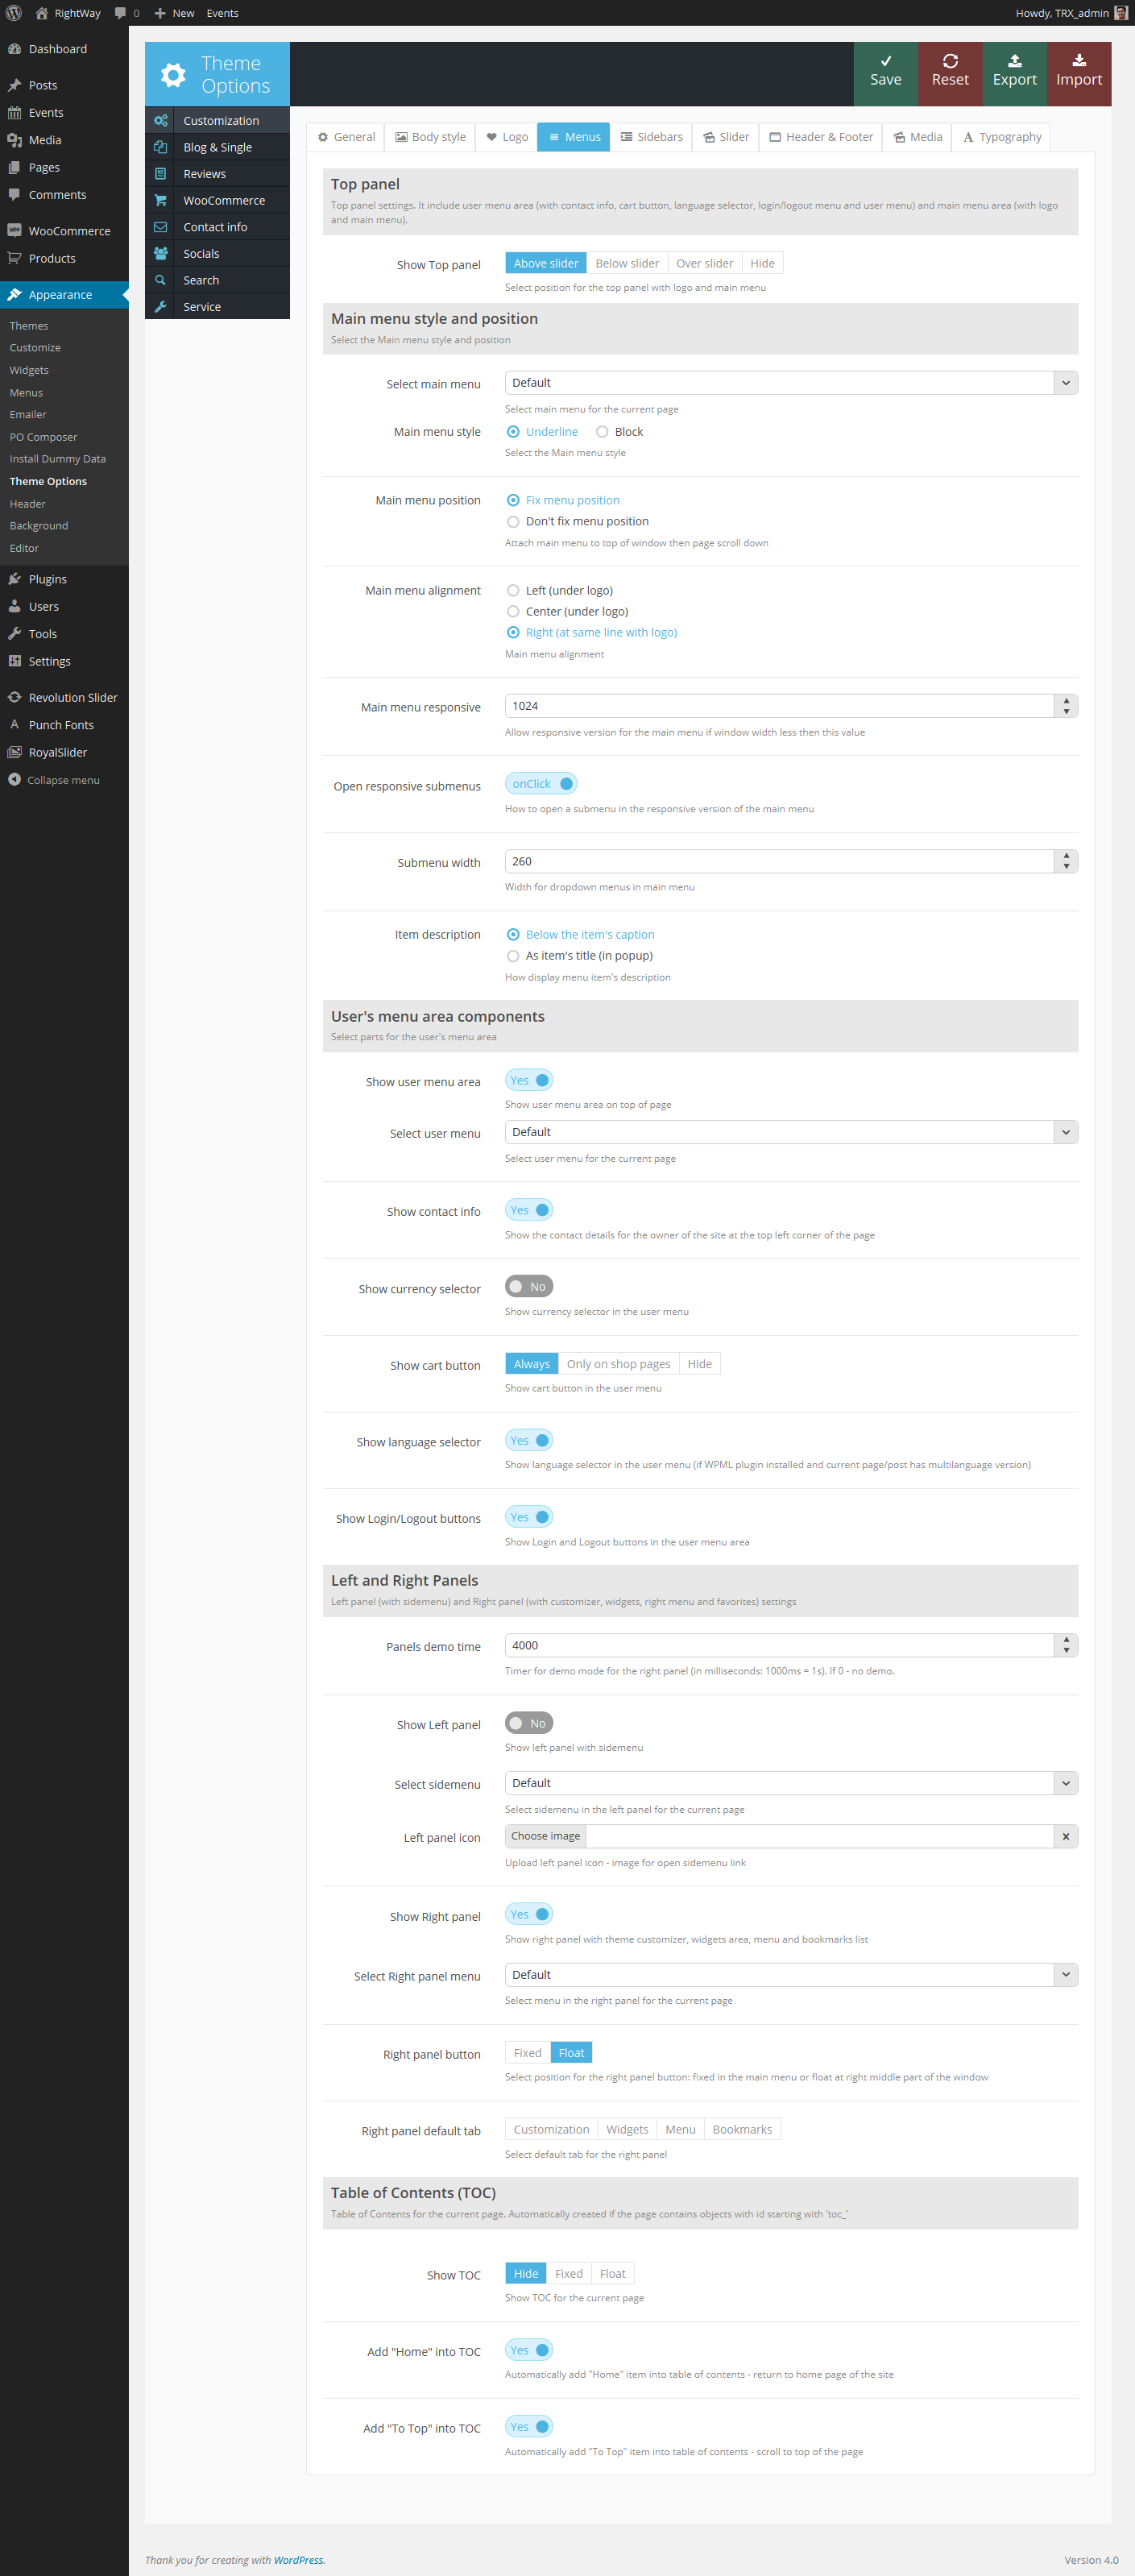 RightWay 0 New Events Howdy, TRX_admin
Dashboard
Posts
Events
Media
Pages
Comments
WooCommerce
Products
Appearance
Themes
Customize
Widgets
Menus
Emailer
PO Composer
Install Dummy Data
Theme Options
Header
Background
Editor
Plugins
Users
Tools
Settings
Revolution Slider
Punch Fonts
RoyalSlider
Collapse menu
Theme
Options
Save Reset Export Import
Customization
Blog & Single
Reviews
WooCommerce
Contact info
Socials
Search
Service
General Body style Logo Menus Sidebars Slider Header & Footer Media Typography
Top panel
Top panel settings. It include user menu area (with contact info, cart button, language selector, login/logout menu and user menu) and main menu area (with logo
and main menu).
Show Top panel Above slider Below slider Over slider Hide
Select position for the top panel with logo and main menu
Main menu style and position
Select the Main menu style and position
Select main menu Default
Select main menu for the current page
Main menu style Underline Block
Select the Main menu style
Main menu position Fix menu position
Don't fix menu position
Attach main menu to top of window then page scroll down
Main menu alignment Left (under logo)
Center (under logo)
Right (at same line with logo)
Main menu alignment
Main menu responsive 1024
Allow responsive version for the main menu if window width less then this value
Open responsive submenus onClick
How to open a submenu in the responsive version of the main menu
Submenu width 260
Width for dropdown menus in main menu
Item description Below the item's caption
As item's title (in popup)
How display menu item's description
User's menu area components
Select parts for the user's menu area
Show user menu area Yes
Show user menu area on top of page
Select user menu Default
Select user menu for the current page
Show contact info Yes
Show the contact details for the owner of the site at the top left corner of the page
Show currency selector No
Show currency selector in the user menu
Show cart button Always Only on shop pages Hide
Show cart button in the user menu
Show language selector Yes
Show language selector in the user menu (if WPML plugin installed and current page/post has multilanguage version)
Show Login/Logout buttons Yes
Show Login and Logout buttons in the user menu area
Left and Right Panels
Left panel (with sidemenu) and Right panel (with customizer, widgets, right menu and favorites) settings
Panels demo time 4000
Timer for demo mode for the right panel (in milliseconds: 1000ms = 1s). If 0 - no demo.
Show Left panel No
Show left panel with sidemenu
Select sidemenu Default
Select sidemenu in the left panel for the current page
Left panel icon Choose image x
Upload left panel icon - image for open sidemenu link
Show Right panel Yes
Show right panel with theme customizer, widgets area, menu and bookmarks list
Select Right panel menu Default
Select menu in the right panel for the current page
Right panel button Fixed Float
Select position for the right panel button: fixed in the main menu or float at right middle part of the window
Right panel default tab Customization Widgets Menu Bookmarks
Select default tab for the right panel
Table of Contents (TOC)
Table of Contents for the current page. Automatically created if the page contains objects with id starting with 'toc_'
Show TOC Hide Fixed Float
Show TOC for the current page
Add "Home" into TOC Yes
Automatically add "Home" item into table of contents - return to home page of the site
Add "To Top" into TOC Yes
Automatically add "To Top" item into table of contents - scroll to top of the page
Thank you for creating with WordPress. Version 4.0